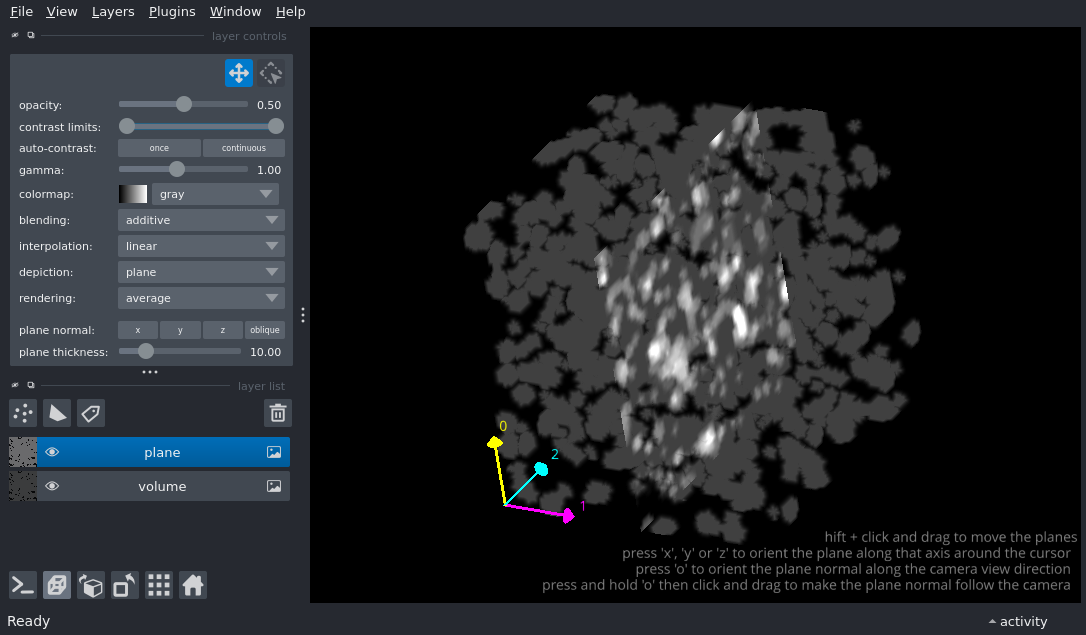 File View Layers Plugins Window Help
layer controls
opacity: 0.50
contrast limits:
auto-contrast: once continuous
gamma: 1.00
colormap: gray
blending: additive
interpolation: linear
depiction: plane
rendering: average
plane normal: x y z oblique
plane thickness: 10.00
layer list
plane
volume
0
2
1
hift + click and drag to move the planes
press 'x', 'y' or 'z' to orient the plane along that axis around the cursor
press 'o' to orient the plane normal along the camera view direction
press and hold 'o' then click and drag to make the plane normal follow the camera
Ready
activity